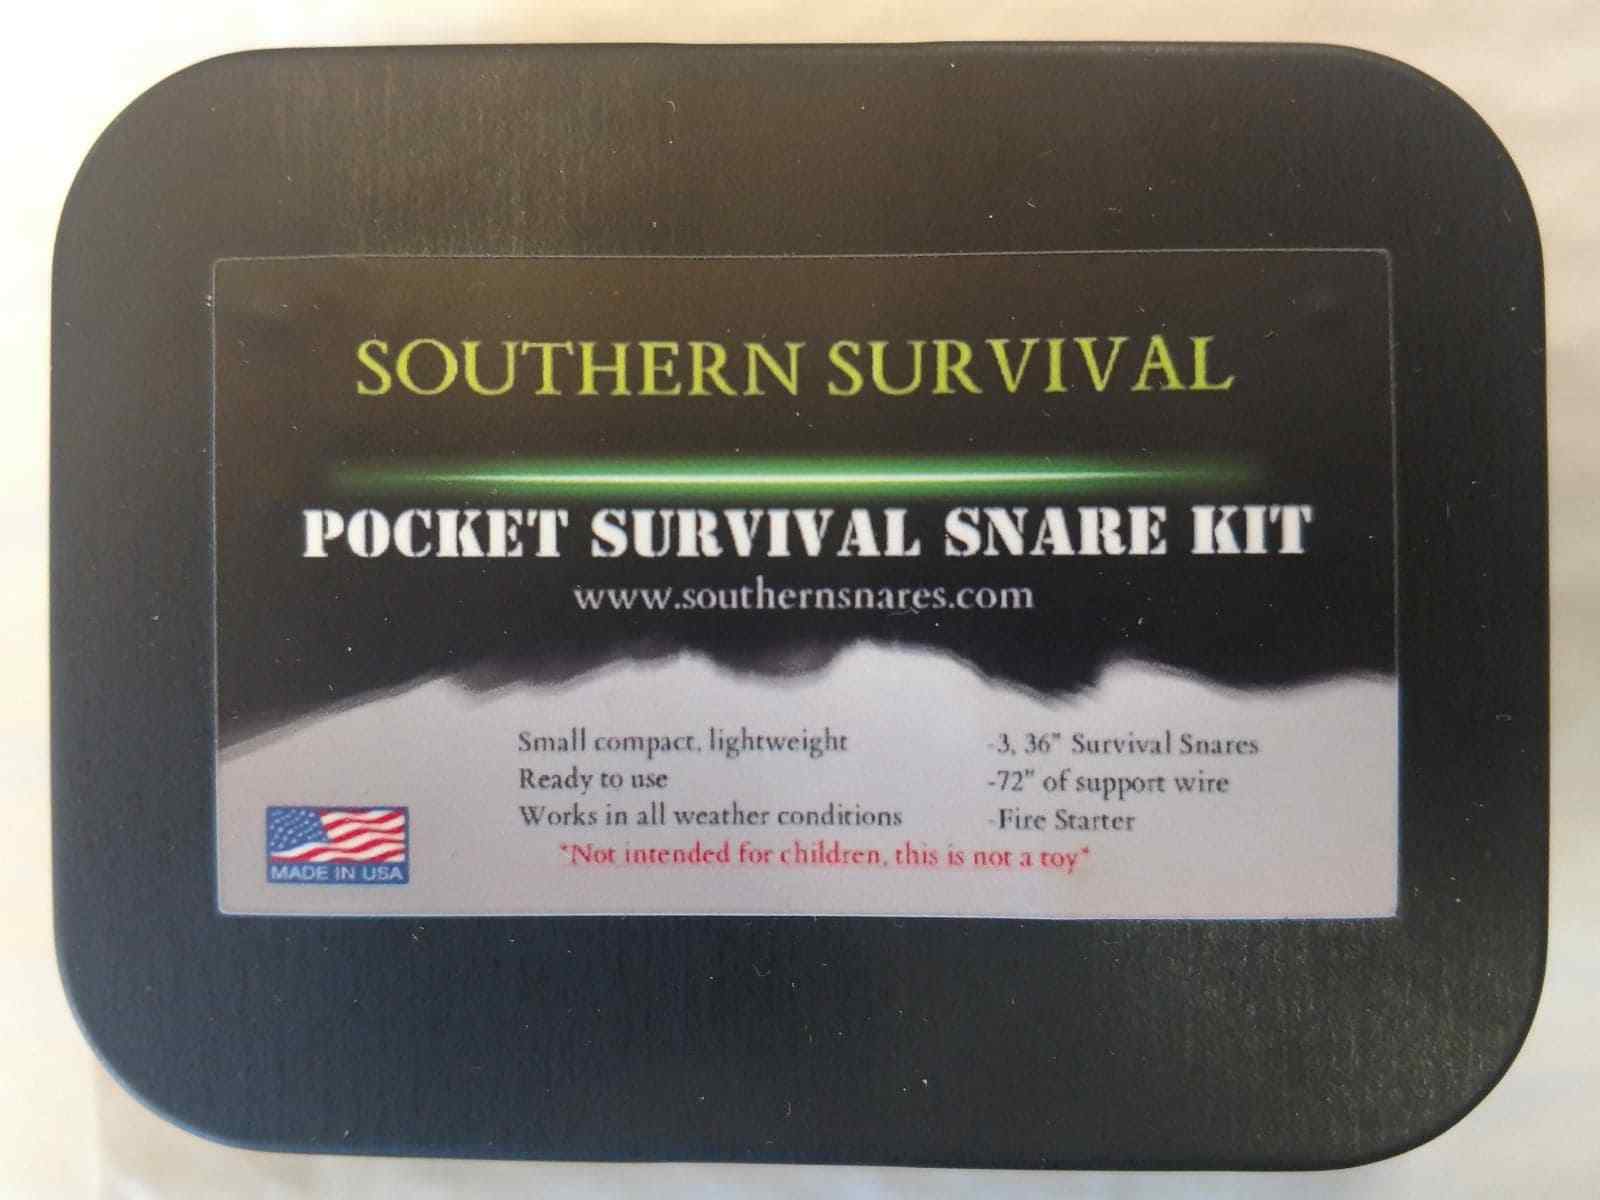 SOUTHERN SURVIVAL
POCKET SURVIVAL SNARE KIT
www.southernsnares.com
Small compact, lightweight
Ready to use
Works in all weather conditions
-3, 36" Survival Snares
-72" of support wire
-Fire Starter
*Not intended for children, this is not a toy*
MADE IN USA